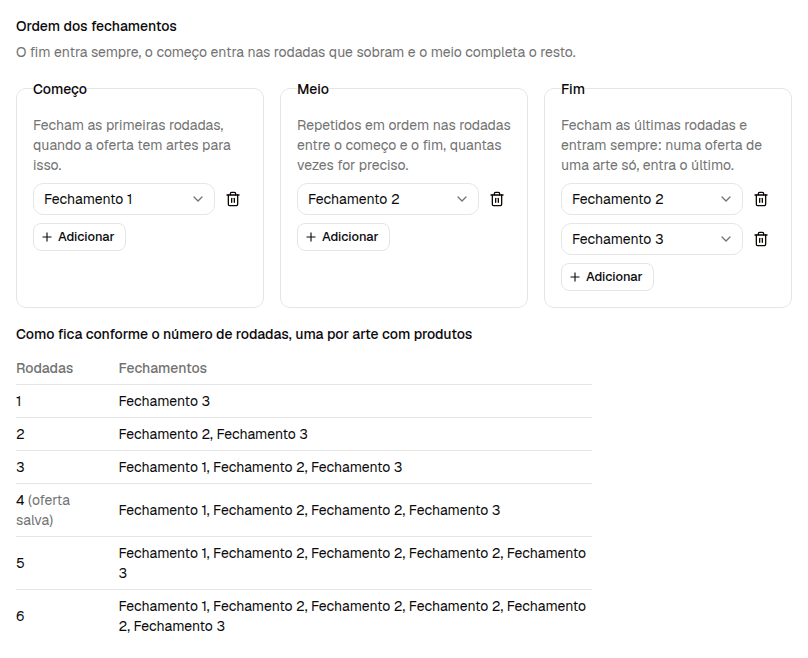 Ordem dos fechamentos
O fim entra sempre, o começo entra nas rodadas que sobram e o meio completa o resto.
Começo
Fecham as primeiras rodadas,
quando a oferta tem artes para
isso.
Fechamento 1
+ Adicionar
Meio
Repetidos em ordem nas rodadas
entre o começo e o fim, quantas
vezes for preciso.
Fechamento 2
+ Adicionar
Fim
Fecham as últimas rodadas e
entram sempre: numa oferta de
uma arte só, entra o último.
Fechamento 2
Fechamento 3
+ Adicionar
Como fica conforme o número de rodadas, uma por arte com produtos
Rodadas Fechamentos
1 Fechamento 3
2 Fechamento 2, Fechamento 3
3 Fechamento 1, Fechamento 2, Fechamento 3
4 (oferta
salva) Fechamento 1, Fechamento 2, Fechamento 2, Fechamento 3
5 Fechamento 1, Fechamento 2, Fechamento 2, Fechamento 2, Fechamento
3
6 Fechamento 1, Fechamento 2, Fechamento 2, Fechamento 2, Fechamento
2, Fechamento 3